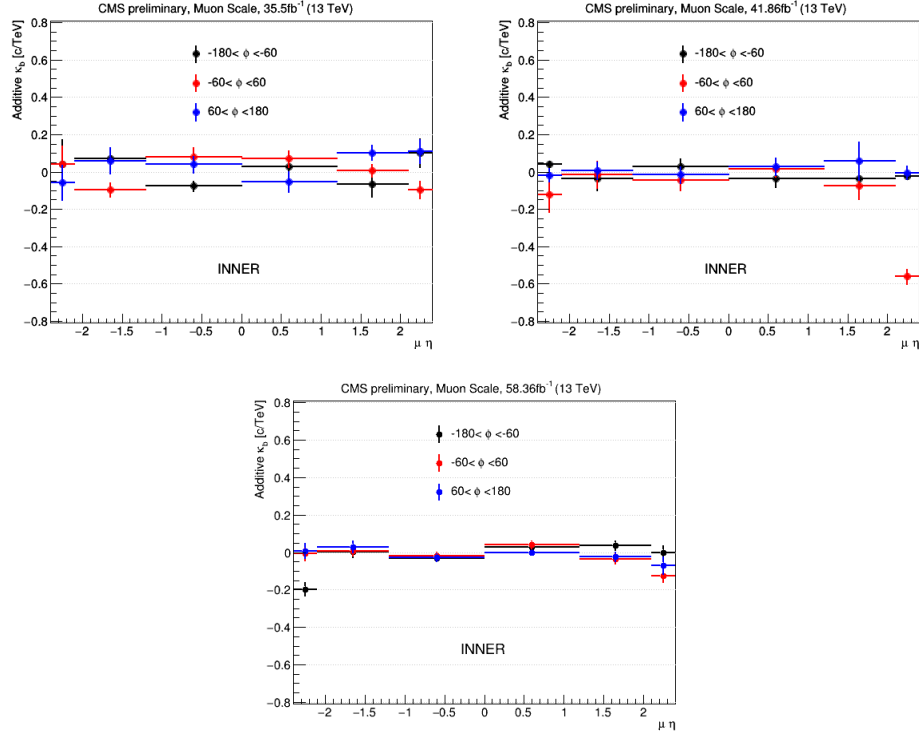 CMS preliminary, Muon Scale, 35.5fb⁻¹ (13 TeV)
Additive κ_b [c/TeV]
0.8
0.6
0.4
0.2
0
−0.2
−0.4
−0.6
−0.8
-180< ϕ <-60
-60< ϕ <60
60< ϕ <180
INNER
−2 −1.5 −1 −0.5 0 0.5 1 1.5 2
μ η
CMS preliminary, Muon Scale, 41.86fb⁻¹ (13 TeV)
Additive κ_b [c/TeV]
0.8
0.6
0.4
0.2
0
−0.2
−0.4
−0.6
−0.8
-180< ϕ <-60
-60< ϕ <60
60< ϕ <180
INNER
−2 −1.5 −1 −0.5 0 0.5 1 1.5 2
μ η
CMS preliminary, Muon Scale, 58.36fb⁻¹ (13 TeV)
Additive κ_b [c/TeV]
0.8
0.6
0.4
0.2
0
−0.2
−0.4
−0.6
−0.8
-180< ϕ <-60
-60< ϕ <60
60< ϕ <180
INNER
−2 −1.5 −1 −0.5 0 0.5 1 1.5 2
μ η